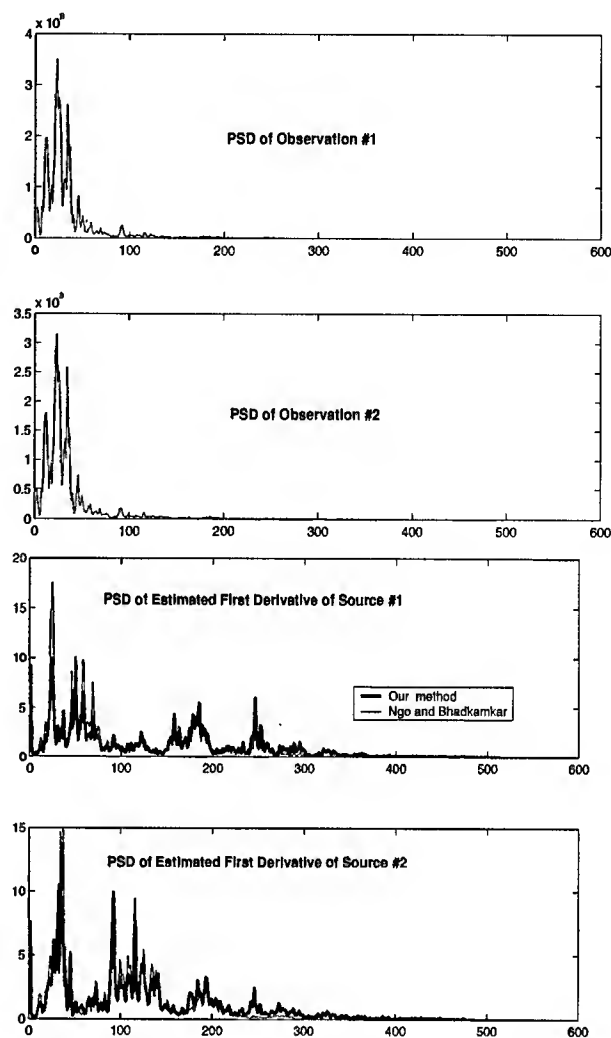 x 10⁹
4
3
2
1
0
PSD of Observation #1
0 100 200 300 400 500 600
x 10⁹
3.5
3
2.5
2
1.5
1
0.5
0
PSD of Observation #2
0 100 200 300 400 500 600
20
15
10
5
0
PSD of Estimated First Derivative of Source #1
Our method
Ngo and Bhadkamkar
0 100 200 300 400 500 600
15
10
5
0
PSD of Estimated First Derivative of Source #2
0 100 200 300 400 500 600